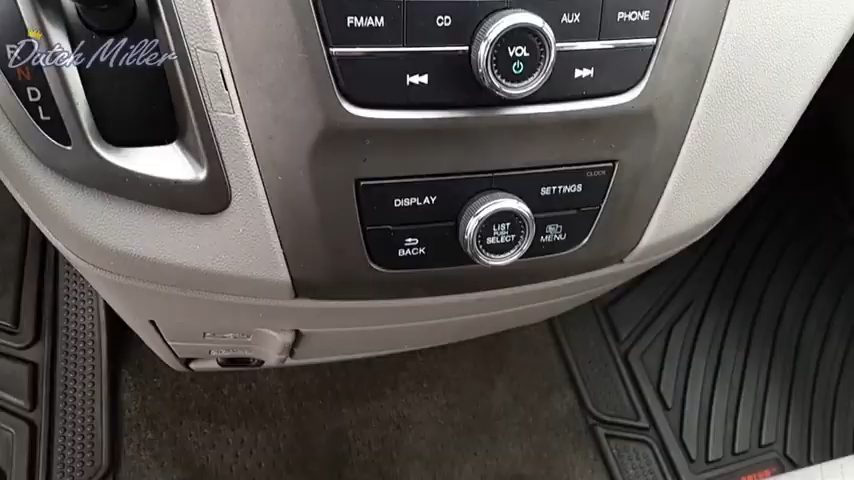 FM/AM
CD
AUX
PHONE
VOL
Dutch Miller
N
D
L
CLOCK
DISPLAY
SETTINGS
LIST
PUSH
SELECT
BACK
MENU